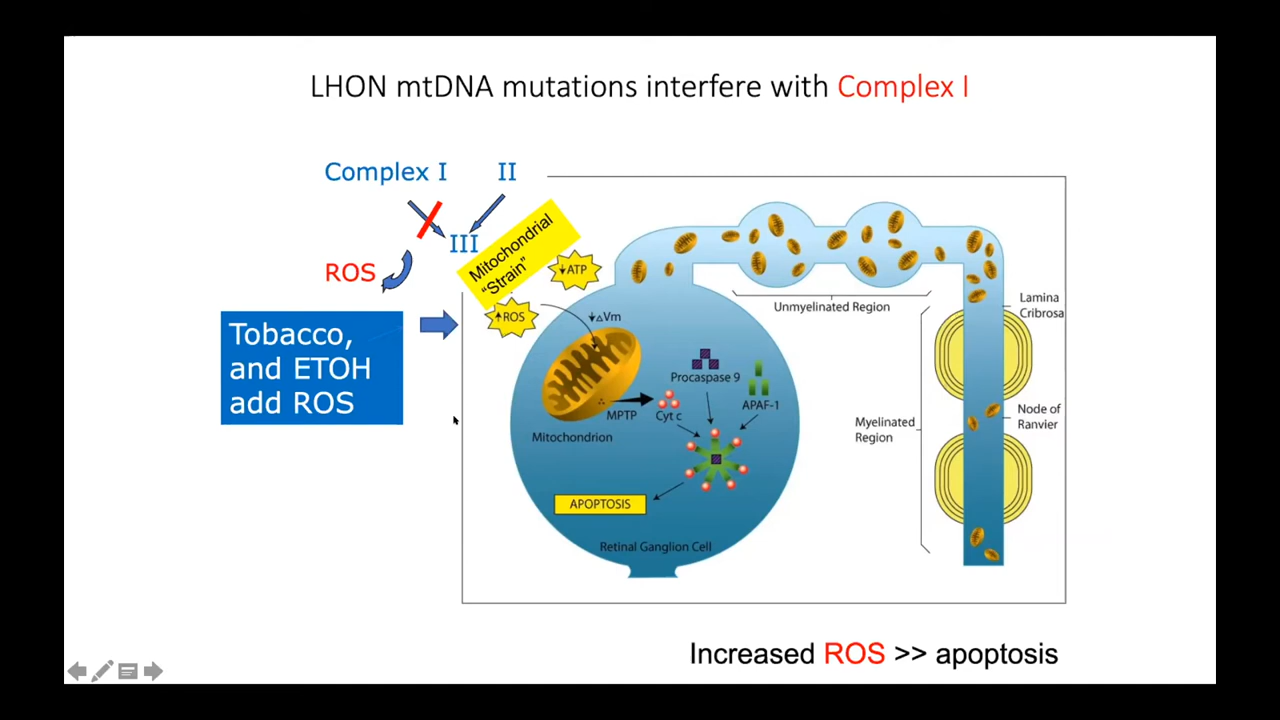 LHON mtDNA mutations interfere with Complex I
Complex I
II
III
ROS
Mitochondrial
“Strain”
↓ATP
↑ROS
↓△Vm
Tobacco,
and ETOH
add ROS
Unmyelinated Region
Lamina
Cribrosa
Procaspase 9
APAF-1
MPTP
Cyt c
Mitochondrion
Myelinated
Region
Node of
Ranvier
APOPTOSIS
Retinal Ganglion Cell
Increased ROS >> apoptosis